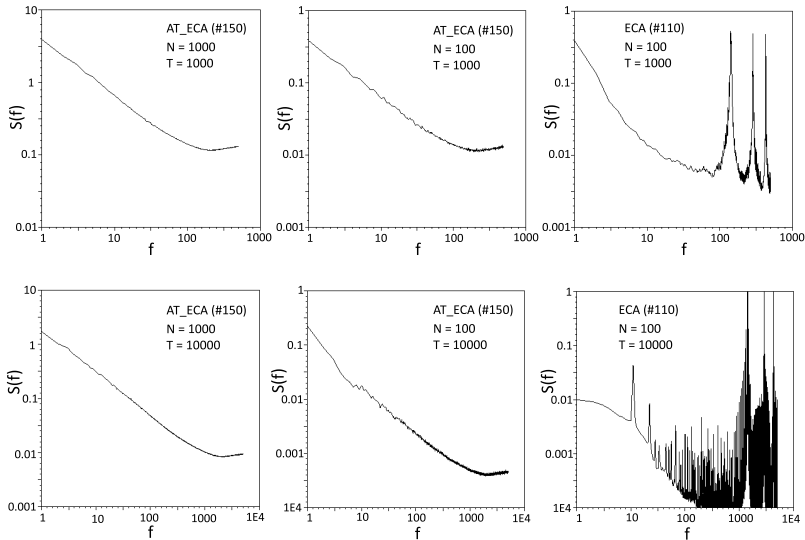 10
1
0.1
0.01
S(f)
1
10
100
1000
f
AT_ECA (#150)
N = 1000
T = 1000
1
0.1
0.01
0.001
S(f)
1
10
100
1000
f
AT_ECA (#150)
N = 100
T = 1000
1
0.1
0.01
0.001
S(f)
1
10
100
1000
f
ECA (#110)
N = 100
T = 1000
10
1
0.1
0.01
0.001
S(f)
1
10
100
1000
1E4
f
AT_ECA (#150)
N = 1000
T = 10000
1
0.1
0.01
0.001
1E4
S(f)
1
10
100
1000
1E4
f
AT_ECA (#150)
N = 100
T = 10000
1
0.1
0.01
0.001
1E4
S(f)
1
10
100
1000
1E4
f
ECA (#110)
N = 100
T = 10000